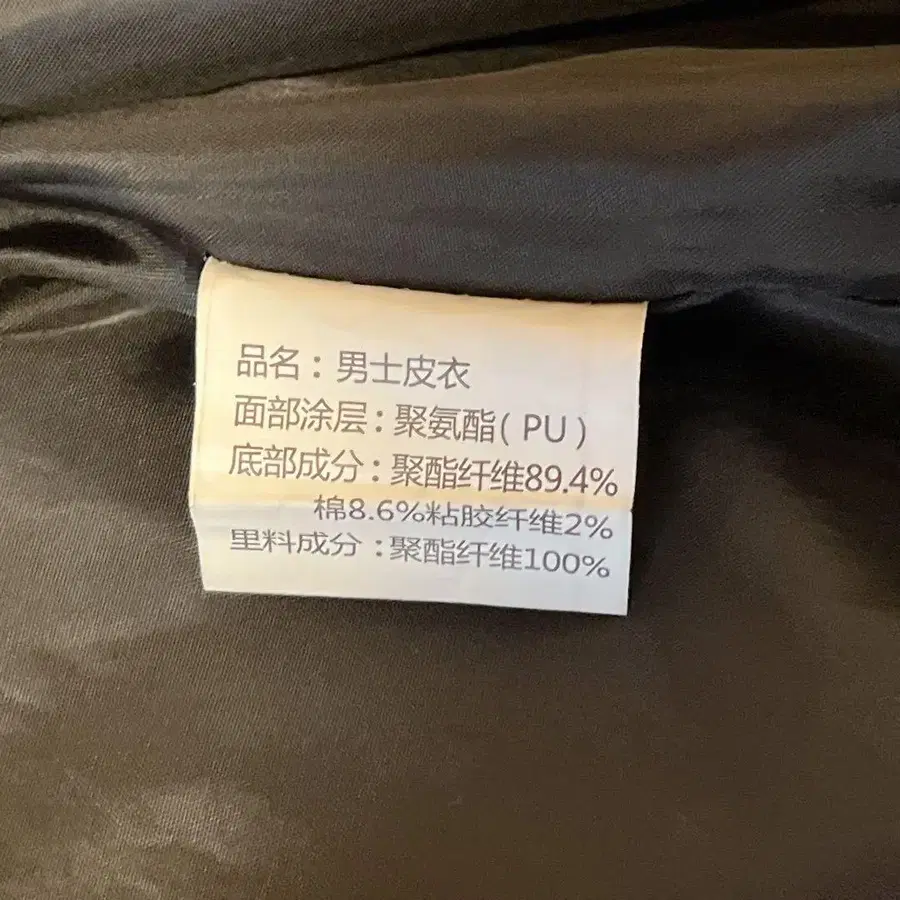 品名：男士皮衣
面部涂层：聚氨酯( PU )
底部成分：聚酯纤维89.4%
棉8.6%粘胶纤维2%
里料成分：聚酯纤维100%